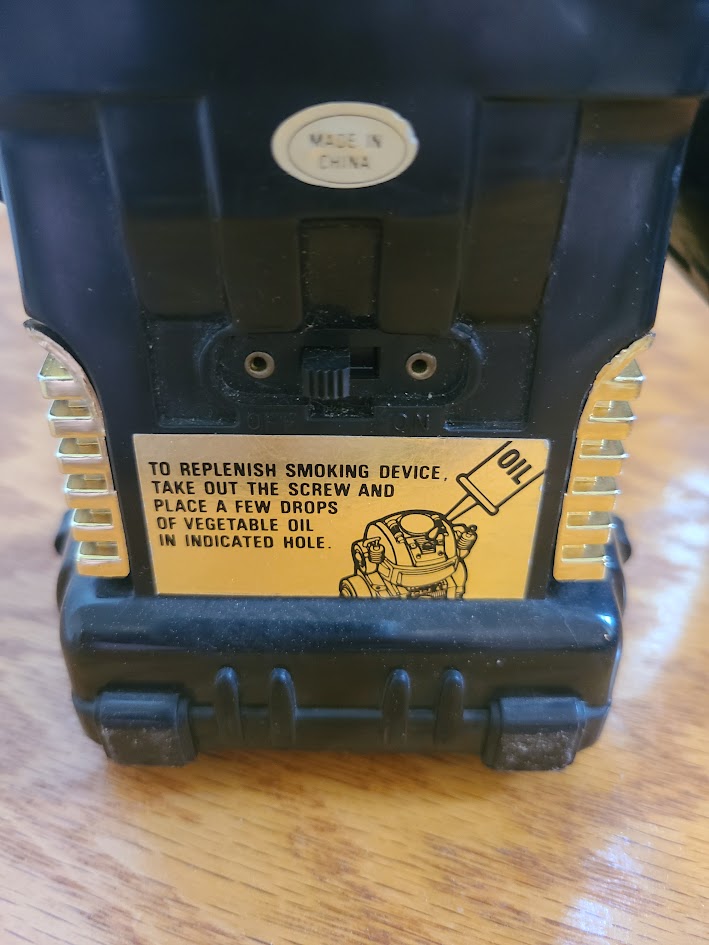 MADE IN
CHINA
OFF ON
TO REPLENISH SMOKING DEVICE,
TAKE OUT THE SCREW AND
PLACE A FEW DROPS
OF VEGETABLE OIL
IN INDICATED HOLE.
OIL